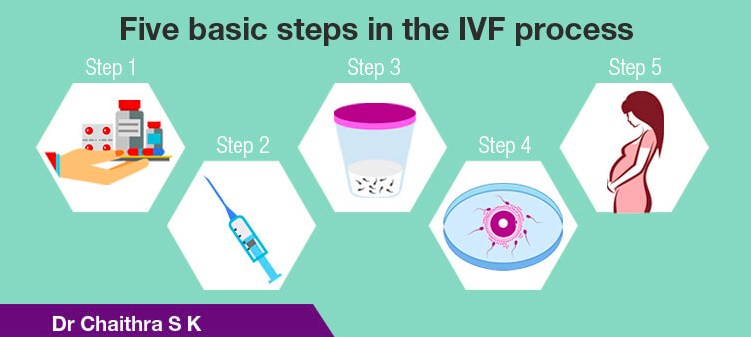 Five basic steps in the IVF process
Step 1
Step 2
Step 3
Step 4
Step 5
Dr Chaithra S K